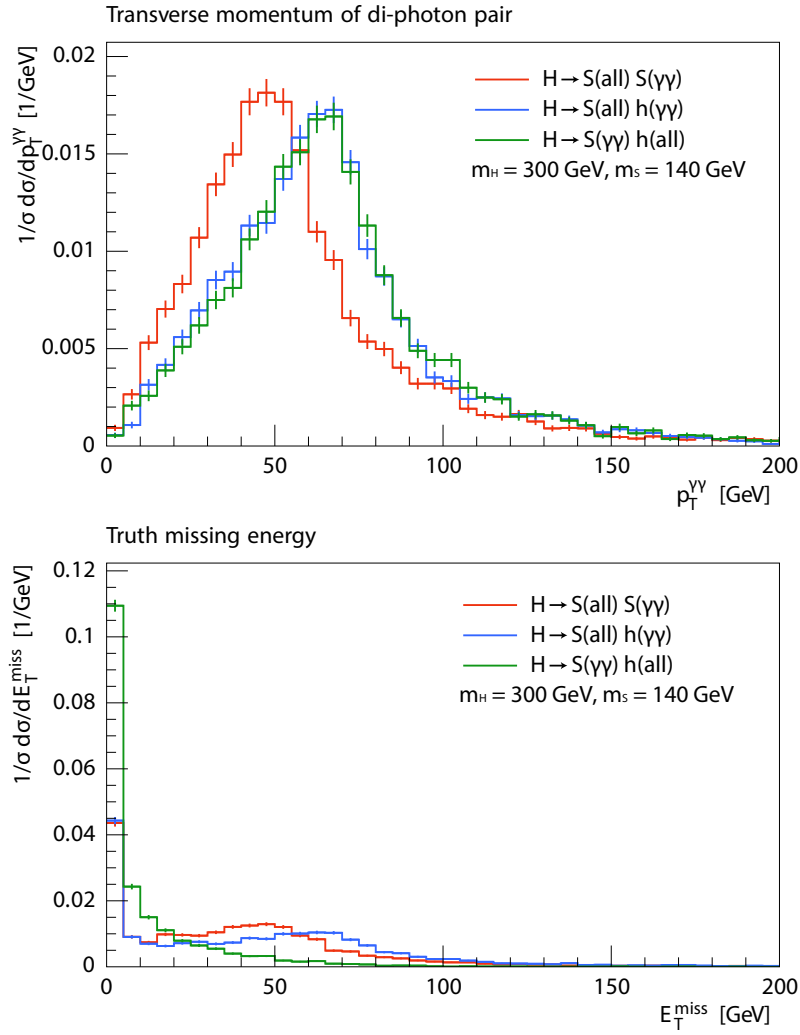 Transverse momentum of di-photon pair
1/σ dσ/dp_T^γγ [1/GeV]
0.02
0.015
0.01
0.005
0
H → S(all) S(γγ)
H → S(all) h(γγ)
H → S(γγ) h(all)
m_H = 300 GeV, m_S = 140 GeV
0 50 100 150 200
p_T^γγ [GeV]
Truth missing energy
1/σ dσ/dE_T^miss [1/GeV]
0.12
0.1
0.08
0.06
0.04
0.02
0
H → S(all) S(γγ)
H → S(all) h(γγ)
H → S(γγ) h(all)
m_H = 300 GeV, m_S = 140 GeV
0 50 100 150 200
E_T^miss [GeV]